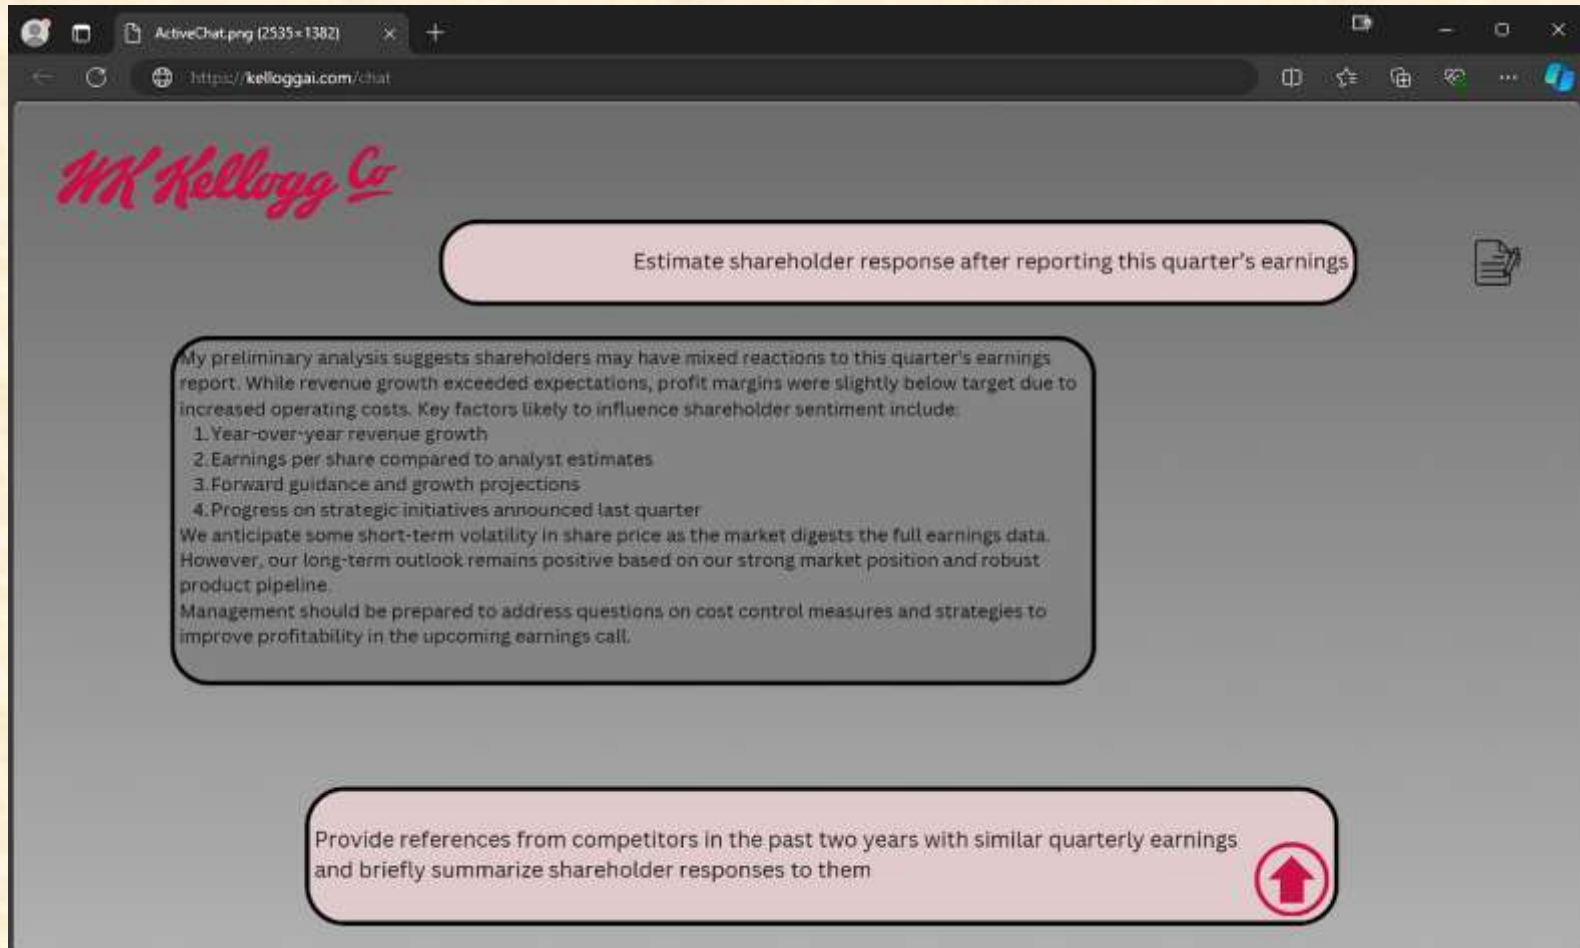 ActiveChat.png (2535×1382)
https://kelloggai.com/chat
WK Kellogg Co
Estimate shareholder response after reporting this quarter's earnings
My preliminary analysis suggests shareholders may have mixed reactions to this quarter's earnings
report. While revenue growth exceeded expectations, profit margins were slightly below target due to
increased operating costs. Key factors likely to influence shareholder sentiment include:
1. Year-over-year revenue growth
2. Earnings per share compared to analyst estimates
3. Forward guidance and growth projections
4. Progress on strategic initiatives announced last quarter
We anticipate some short-term volatility in share price as the market digests the full earnings data.
However, our long-term outlook remains positive based on our strong market position and robust
product pipeline.
Management should be prepared to address questions on cost control measures and strategies to
improve profitability in the upcoming earnings call.
Provide references from competitors in the past two years with similar quarterly earnings
and briefly summarize shareholder responses to them